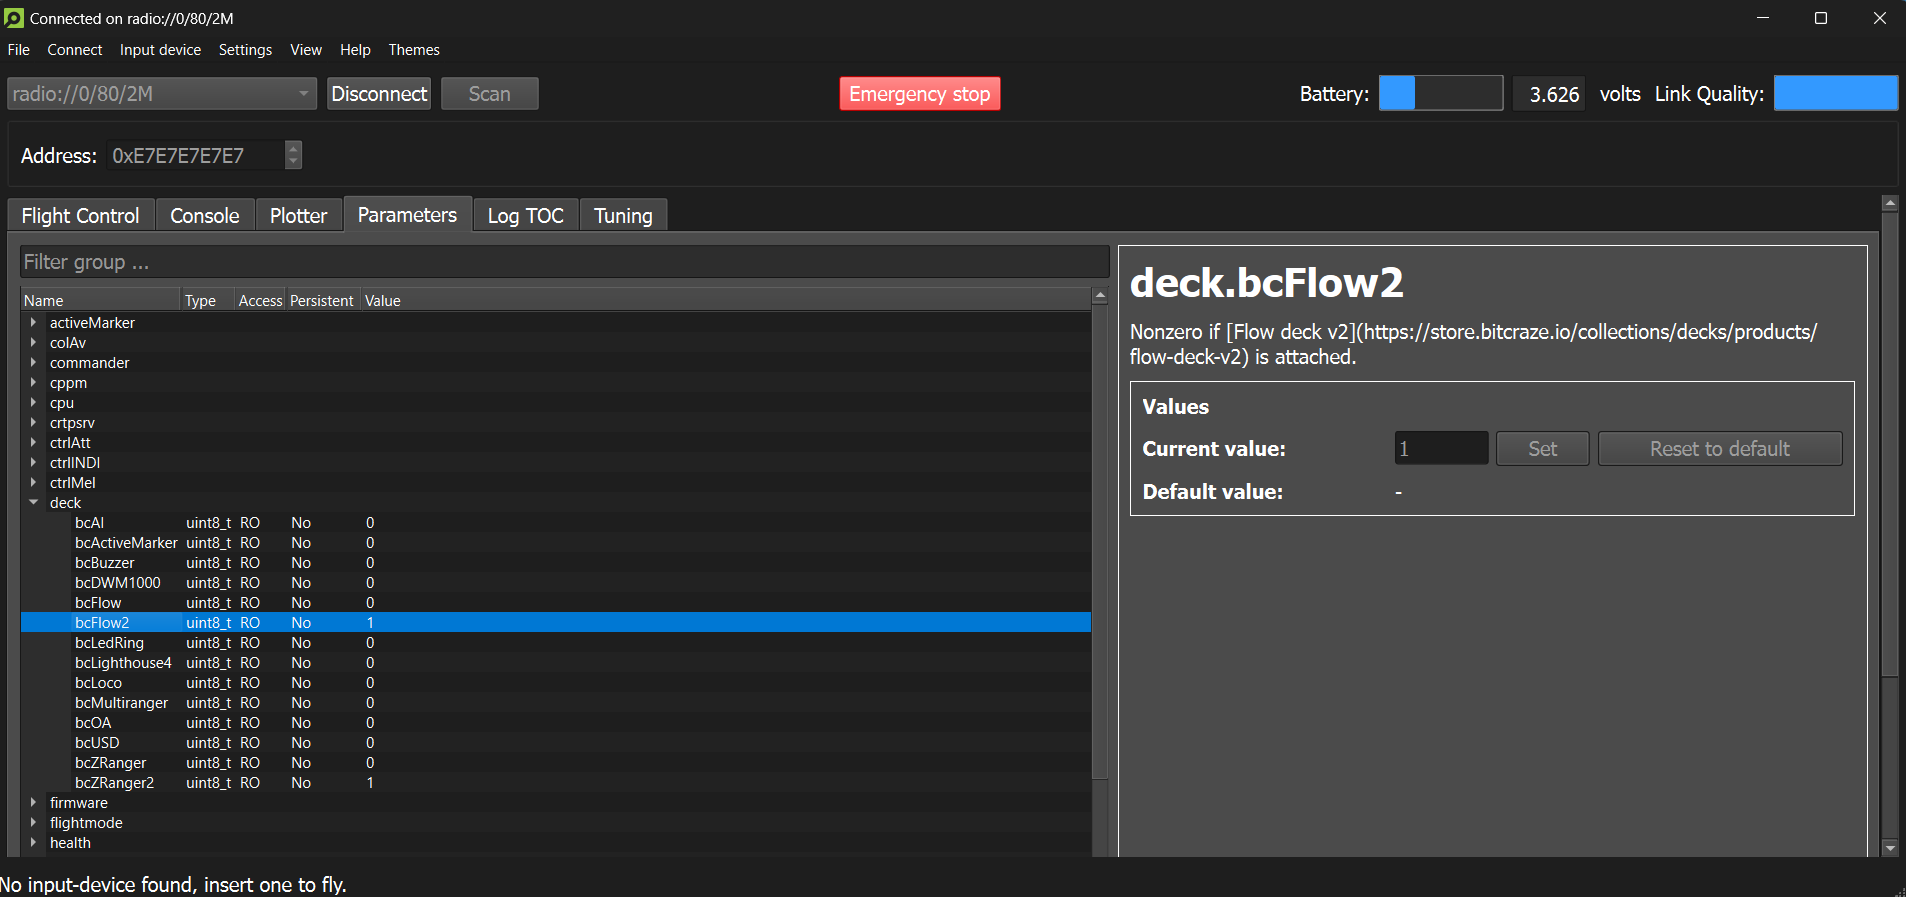 Connected on radio://0/80/2M
File Connect Input device Settings View Help Themes
radio://0/80/2M Disconnect Scan Emergency stop Battery: 3.626 volts Link Quality:
Address: 0xE7E7E7E7E7
Flight Control Console Plotter Parameters Log TOC Tuning
Filter group ...
Name Type Access Persistent Value
activeMarker
colAv
commander
cppm
cpu
crtpsrv
ctrlAtt
ctrlINDI
ctrlMel
deck
bcAI uint8_t RO No 0
bcActiveMarker uint8_t RO No 0
bcBuzzer uint8_t RO No 0
bcDWM1000 uint8_t RO No 0
bcFlow uint8_t RO No 0
bcFlow2 uint8_t RO No 1
bcLedRing uint8_t RO No 0
bcLighthouse4 uint8_t RO No 0
bcLoco uint8_t RO No 0
bcMultiranger uint8_t RO No 0
bcOA uint8_t RO No 0
bcUSD uint8_t RO No 0
bcZRanger uint8_t RO No 0
bcZRanger2 uint8_t RO No 1
firmware
flightmode
health
deck.bcFlow2
Nonzero if [Flow deck v2](https://store.bitcraze.io/collections/decks/products/
flow-deck-v2) is attached.
Values
Current value: 1 Set Reset to default
Default value: -
No input-device found, insert one to fly.